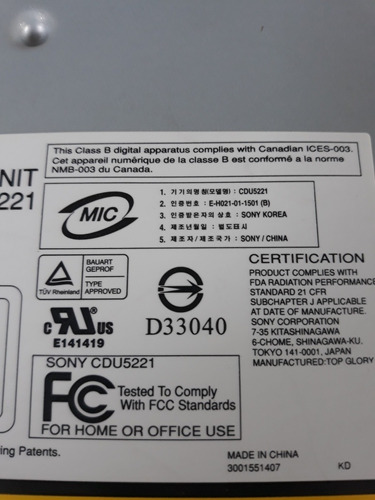 This Class B digital apparatus complies with Canadian ICES-003.
Cet appareil numérique de la classe B est conformé a la norme
NMB-003 du Canada.
NIT
5221
MIC
1. 기기의명칭(모델명) : CDU5221
2. 인증번호 : E-H021-01-1501 (B)
3. 인증받은자의 상호 : SONY KOREA
4. 제조년월일 : 별도표시
5. 제조자/제조국가 : SONY / CHINA
TÜV Rheinland
BAUART
GEPROF
TYPE
APPROVED
c RU us
E141419
D33040
CERTIFICATION
PRODUCT COMPLIES WITH
FDA RADIATION PERFORMANCE
STANDARD 21 CFR
SUBCHAPTER J APPLICABLE
AT DATE OF MANUFACTURE.
SONY CORPORATION
7-35 KITASHINAGAWA
6-CHOME, SHINAGAWA-KU.
TOKYO 141-0001, JAPAN
MANUFACTURED:TOP GLORY
SONY CDU5221
FC
Tested To Comply
With FCC Standards
FOR HOME OR OFFICE USE
ring Patents.
MADE IN CHINA
3001551407
KD